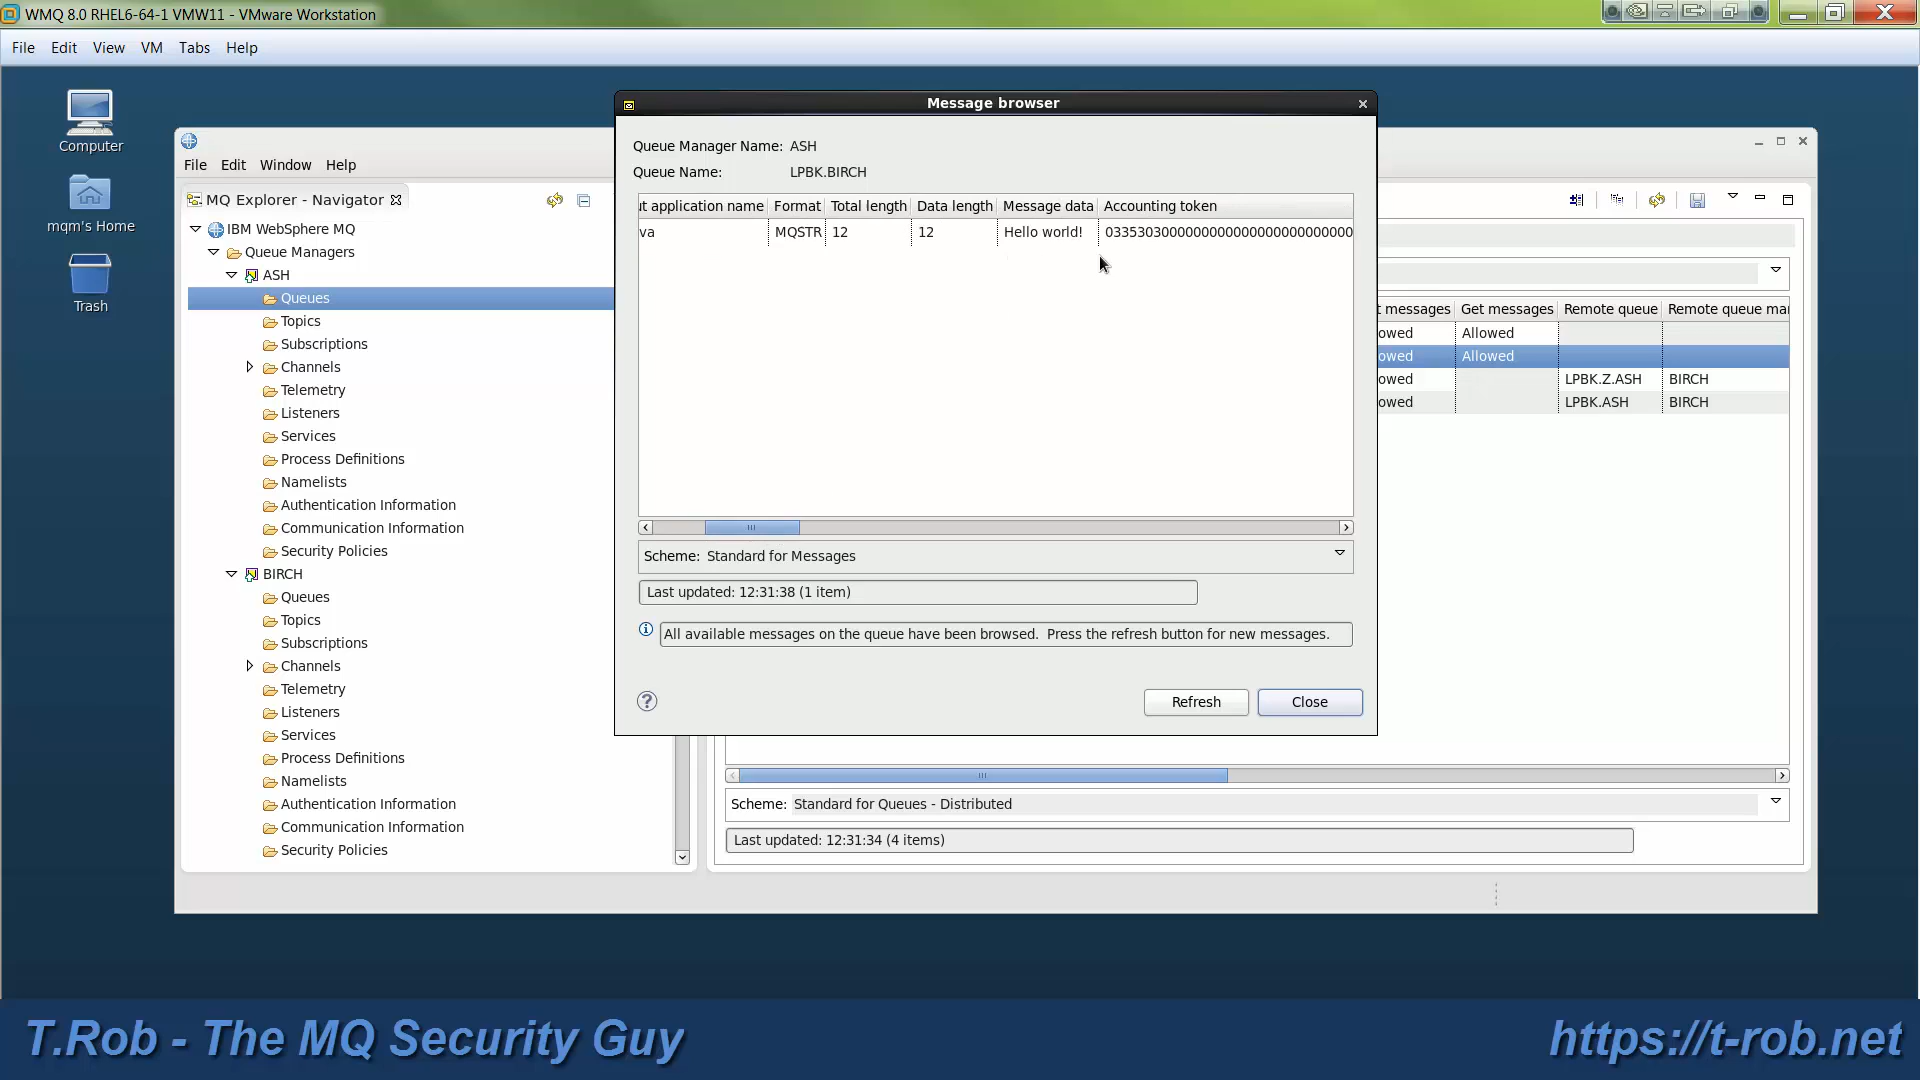 WMQ 8.0 RHEL6-64-1 VMW11 - VMware Workstation
File Edit View VM Tabs Help
Computer
mqm's Home
Trash
File Edit Window Help
MQ Explorer - Navigator
IBM WebSphere MQ
Queue Managers
ASH
Queues
Topics
Subscriptions
Channels
Telemetry
Listeners
Services
Process Definitions
Namelists
Authentication Information
Communication Information
Security Policies
BIRCH
Queues
Topics
Subscriptions
Channels
Telemetry
Listeners
Services
Process Definitions
Namelists
Authentication Information
Communication Information
Security Policies
Message browser
Queue Manager Name: ASH
Queue Name: LPBK.BIRCH
ut application name Format Total length Data length Message data Accounting token
va MQSTR 12 12 Hello world!
Scheme: Standard for Messages
Last updated: 12:31:38 (1 item)
All available messages on the queue have been browsed. Press the refresh button for new messages.
Refresh Close
t messages Get messages Remote queue Remote queue mai
owed Allowed
owed Allowed
owed LPBK.Z.ASH BIRCH
owed LPBK.ASH BIRCH
Scheme: Standard for Queues - Distributed
Last updated: 12:31:34 (4 items)
T.Rob - The MQ Security Guy
https://t-rob.net